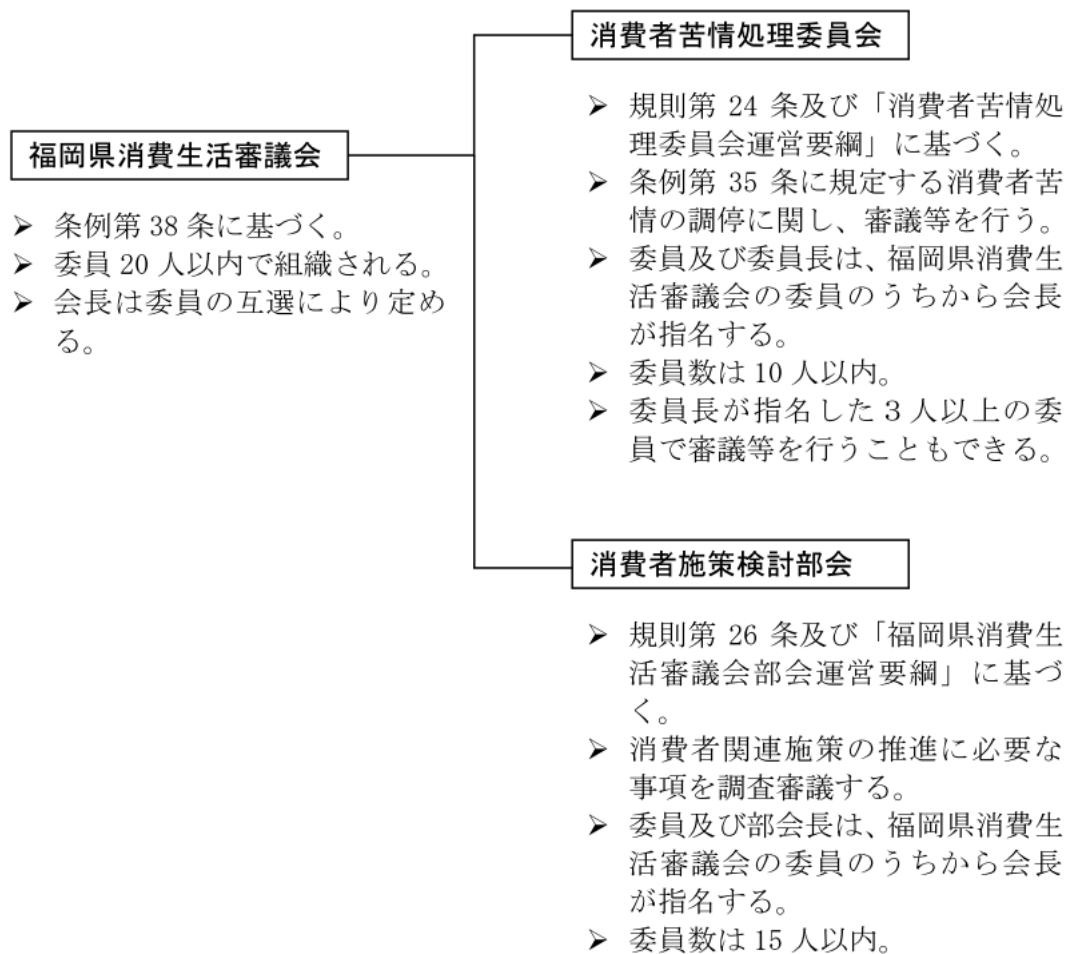 福岡県消費生活審議会
➢ 条例第 38 条に基づく。
➢ 委員 20 人以内で組織される。
➢ 会長は委員の互選により定め
る。
消費者苦情処理委員会
➢ 規則第 24 条及び「消費者苦情処
理委員会運営要綱」に基づく。
➢ 条例第 35 条に規定する消費者苦
情の調停に関し、審議等を行う。
➢ 委員及び委員長は、福岡県消費生
活審議会の委員のうちから会長
が指名する。
➢ 委員数は 10 人以内。
➢ 委員長が指名した３人以上の委
員で審議等を行うこともできる。
消費者施策検討部会
➢ 規則第 26 条及び「福岡県消費生
活審議会部会運営要綱」に基づ
く。
➢ 消費者関連施策の推進に必要な
事項を調査審議する。
➢ 委員及び部会長は、福岡県消費生
活審議会の委員のうちから会長
が指名する。
➢ 委員数は 15 人以内。